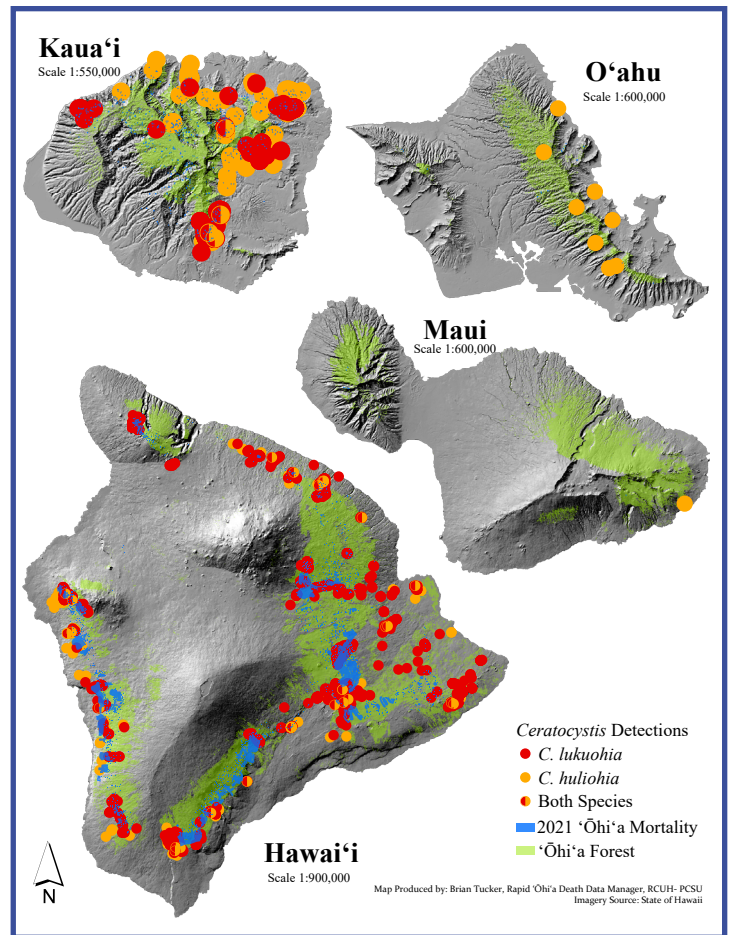 Kauaʻi
Scale 1:550,000
Oʻahu
Scale 1:600,000
Maui
Scale 1:600,000
Ceratocystis Detections
C. lukuohia
C. huliohia
Both Species
2021 ʻŌhiʻa Mortality
ʻŌhiʻa Forest
Hawaiʻi
Scale 1:900,000
N
Map Produced by: Brian Tucker, Rapid ʻŌhiʻa Death Data Manager, RCUH- PCSU
Imagery Source: State of Hawaii